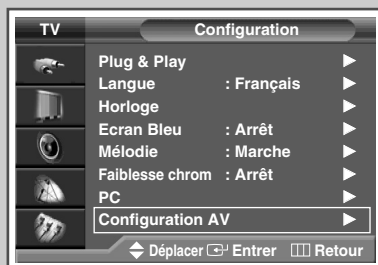 TV Configuration
Plug & Play
Langue : Français
Horloge
Ecran Bleu : Arrêt
Mélodie : Marche
Faiblesse chrom : Arrêt
PC
Configuration AV
Déplacer Entrer Retour